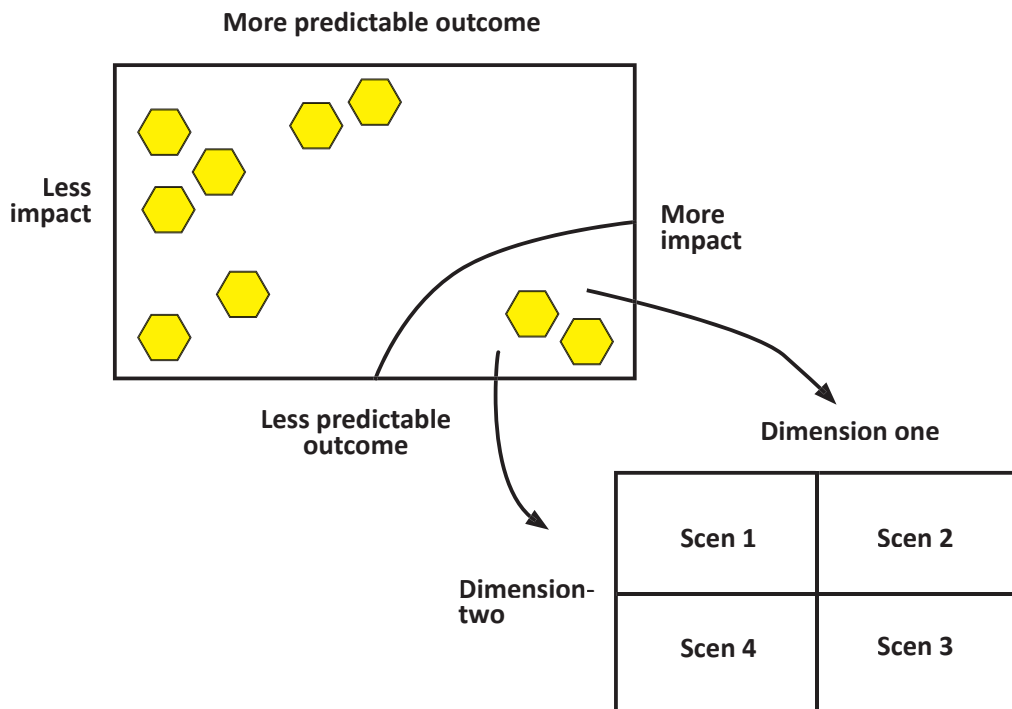 More predictable outcome
Less
impact
More
impact
Less predictable
outcome
Dimension one
Scen 1
Scen 2
Dimension-
two
Scen 4
Scen 3